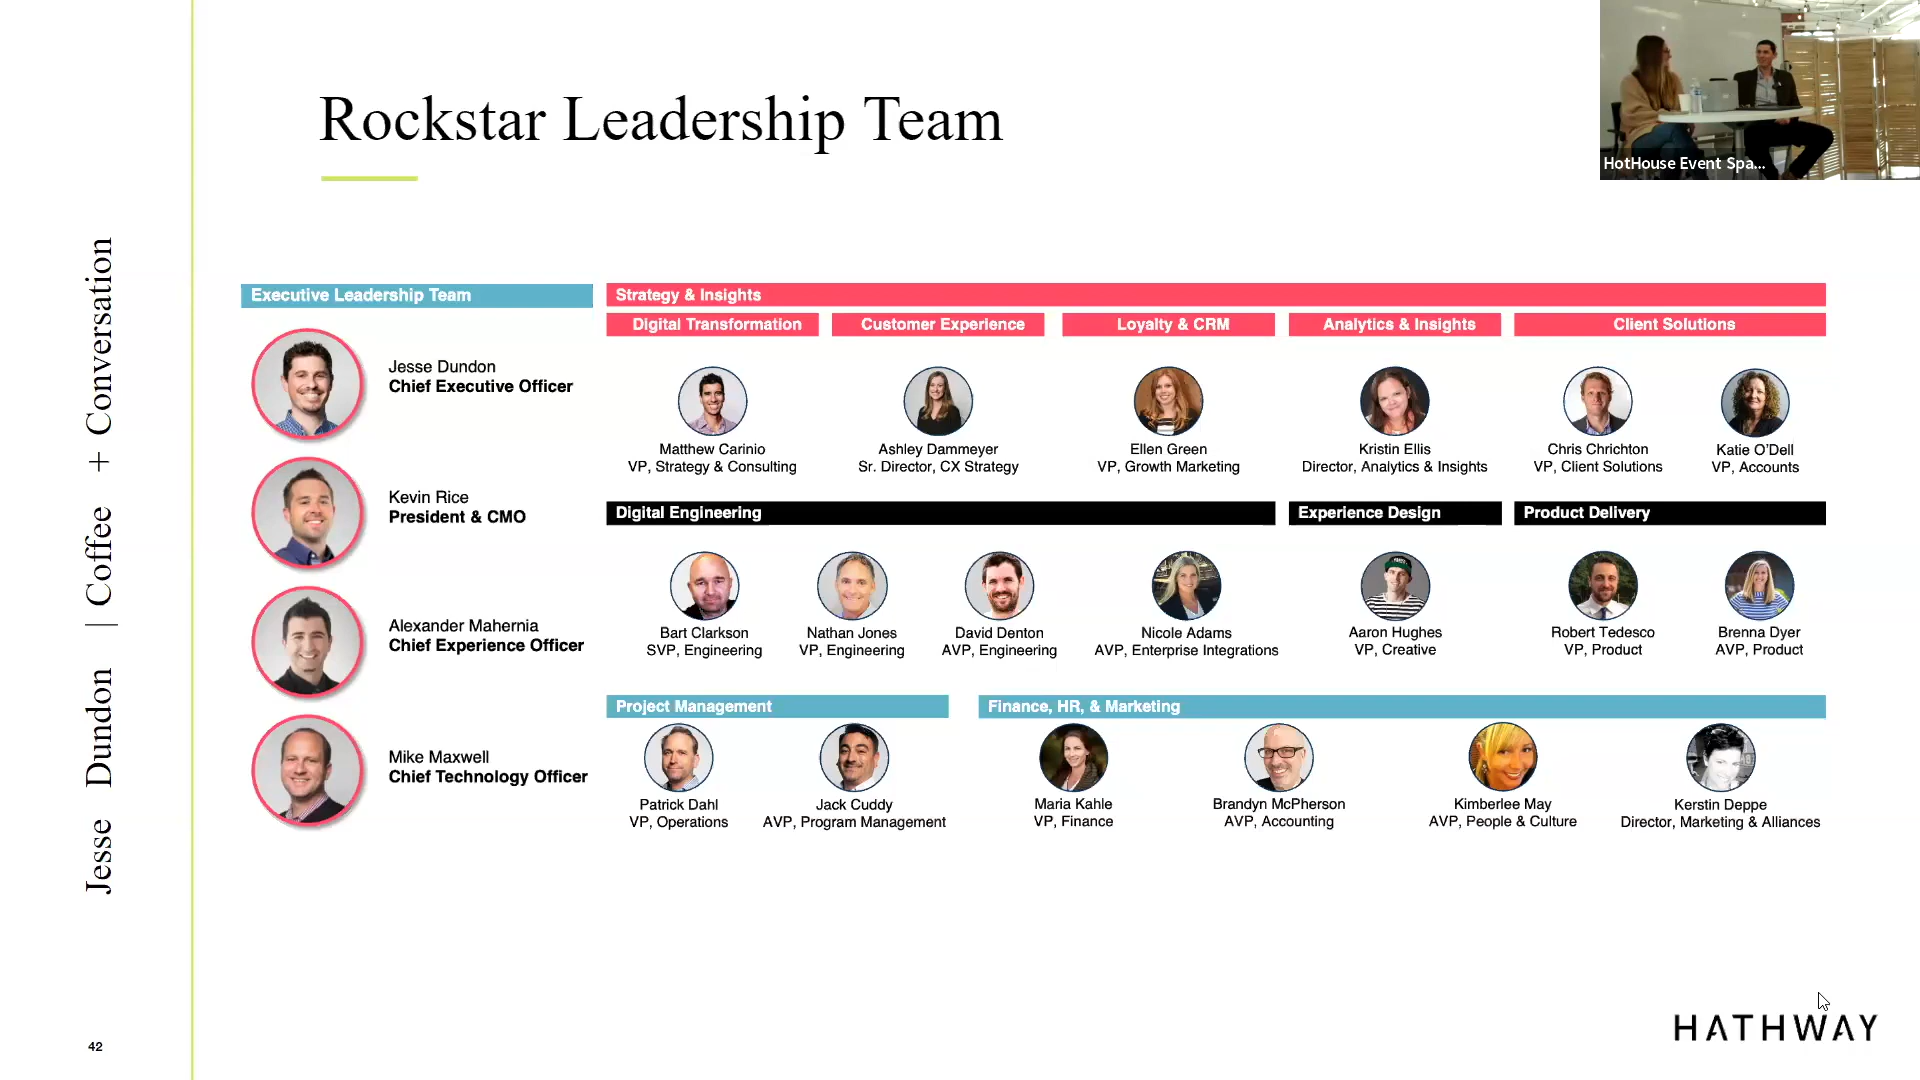 Rockstar Leadership Team
HotHouse Event Spa...
Jesse Dundon | Coffee + Conversation
Executive Leadership Team
Jesse Dundon
Chief Executive Officer
Kevin Rice
President & CMO
Alexander Mahernia
Chief Experience Officer
Mike Maxwell
Chief Technology Officer
Strategy & Insights
Digital Transformation
Customer Experience
Loyalty & CRM
Analytics & Insights
Client Solutions
Matthew Carinio
VP, Strategy & Consulting
Ashley Dammeyer
Sr. Director, CX Strategy
Ellen Green
VP, Growth Marketing
Kristin Ellis
Director, Analytics & Insights
Chris Chrichton
VP, Client Solutions
Katie O'Dell
VP, Accounts
Digital Engineering
Experience Design
Product Delivery
Bart Clarkson
SVP, Engineering
Nathan Jones
VP, Engineering
David Denton
AVP, Engineering
Nicole Adams
AVP, Enterprise Integrations
Aaron Hughes
VP, Creative
Robert Tedesco
VP, Product
Brenna Dyer
AVP, Product
Project Management
Finance, HR, & Marketing
Patrick Dahl
VP, Operations
Jack Cuddy
AVP, Program Management
Maria Kahle
VP, Finance
Brandyn McPherson
AVP, Accounting
Kimberlee May
AVP, People & Culture
Kerstin Deppe
Director, Marketing & Alliances
42
HATHWAY